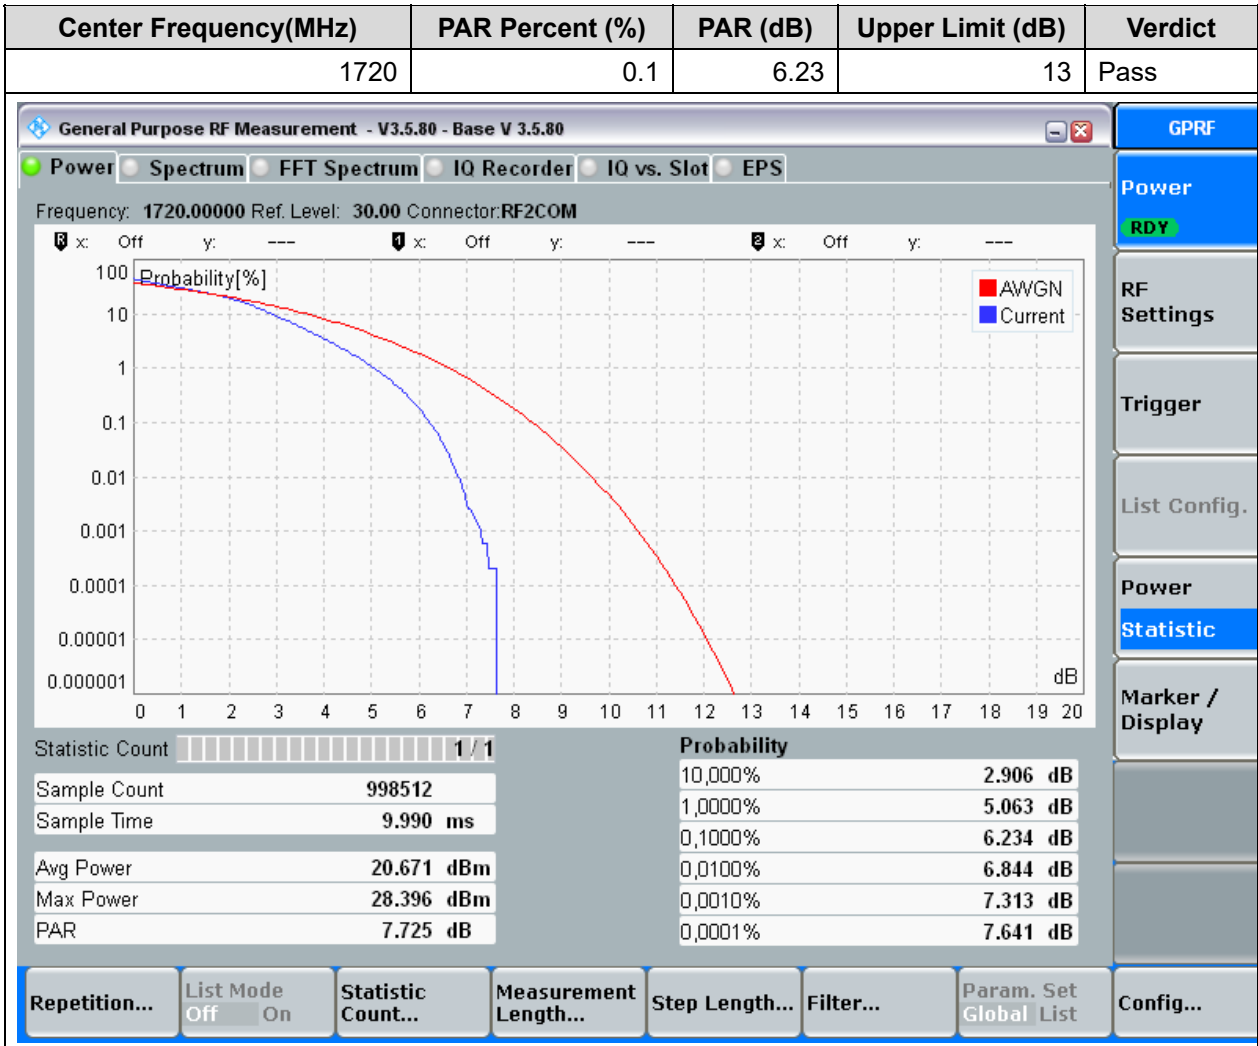 Center Frequency(MHz) PAR Percent (%) PAR (dB) Upper Limit (dB) Verdict
1720 0.1 6.23 13 Pass
General Purpose RF Measurement - V3.5.80 - Base V 3.5.80
GPRF
Power Spectrum FFT Spectrum IQ Recorder IQ vs. Slot EPS
Power
RDY
Frequency: 1720.00000 Ref. Level: 30.00 Connector:RF2COM
R x: Off y: --- 1 x: Off y: --- 2 x: Off y: ---
Probability[%]
AWGN
Current
100
10
1
0.1
0.01
0.001
0.0001
0.00001
0.000001
dB
0 1 2 3 4 5 6 7 8 9 10 11 12 13 14 15 16 17 18 19 20
RF
Settings
Trigger
List Config.
Power
Statistic
Marker /
Display
Statistic Count 1 / 1
Sample Count 998512
Sample Time 9.990 ms
Avg Power 20.671 dBm
Max Power 28.396 dBm
PAR 7.725 dB
Probability
10,000% 2.906 dB
1,0000% 5.063 dB
0,1000% 6.234 dB
0,0100% 6.844 dB
0,0010% 7.313 dB
0,0001% 7.641 dB
Repetition...
List Mode
Off On
Statistic
Count...
Measurement
Length...
Step Length...
Filter...
Param. Set
Global List
Config...